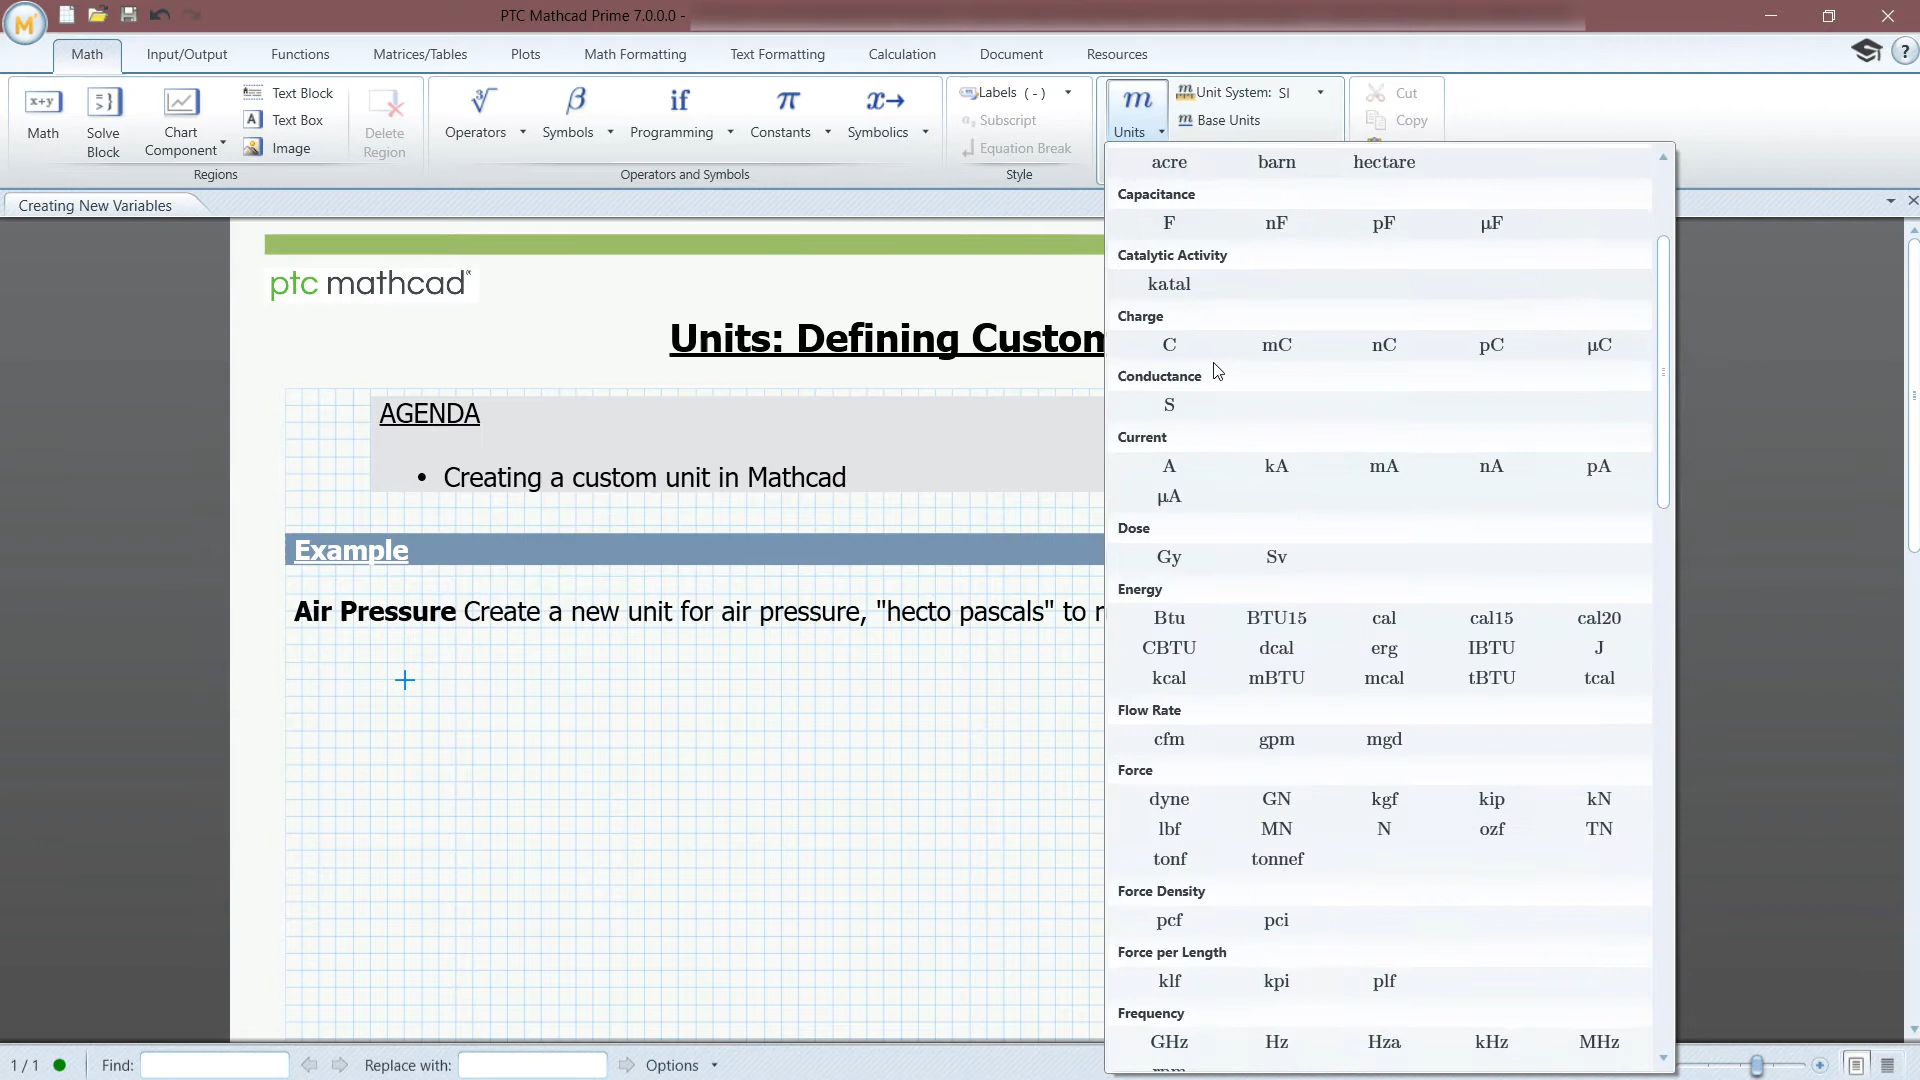 PTC Mathcad Prime 7.0.0.0 -
Math Input/Output Functions Matrices/Tables Plots Math Formatting Text Formatting Calculation Document Resources
Math
Solve Block
Chart Component
Text Block
Text Box
Image
Delete Region
Regions
Operators
Symbols
Programming
Constants
Symbolics
Operators and Symbols
Labels ( - )
Subscript
Equation Break
Style
Units
Unit System: SI
Base Units
Cut
Copy
Creating New Variables
ptc mathcad
Units: Defining Custom
AGENDA
• Creating a custom unit in Mathcad
Example
Air Pressure Create a new unit for air pressure, "hecto pascals" to
acre barn hectare
Capacitance
F nF pF µF
Catalytic Activity
katal
Charge
C mC nC pC µC
Conductance
S
Current
A kA mA nA pA
µA
Dose
Gy Sv
Energy
Btu BTU15 cal cal15 cal20
CBTU dcal erg IBTU J
kcal mBTU mcal tBTU tcal
Flow Rate
cfm gpm mgd
Force
dyne GN kgf kip kN
lbf MN N ozf TN
tonf tonnef
Force Density
pcf pci
Force per Length
klf kpi plf
Frequency
GHz Hz Hza kHz MHz
1 / 1 Find: Replace with: Options